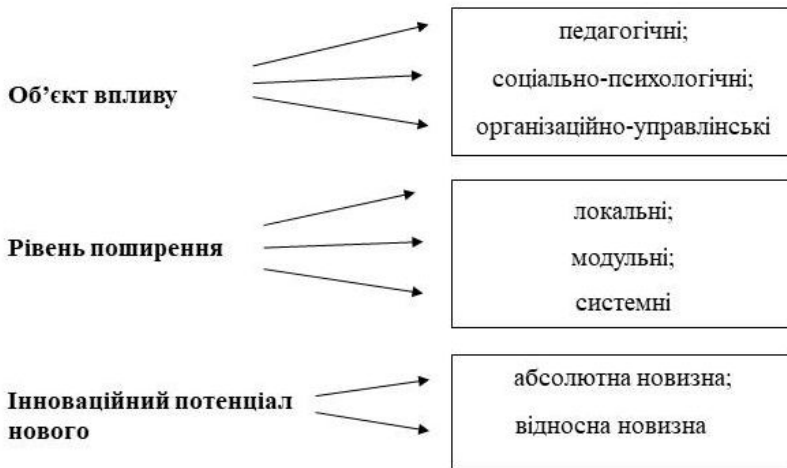 Об’єкт впливу
педагогічні;
соціально-психологічні;
організаційно-управлінські
Рівень поширення
локальні;
модульні;
системні
Інноваційний потенціал
нового
абсолютна новизна;
відносна новизна